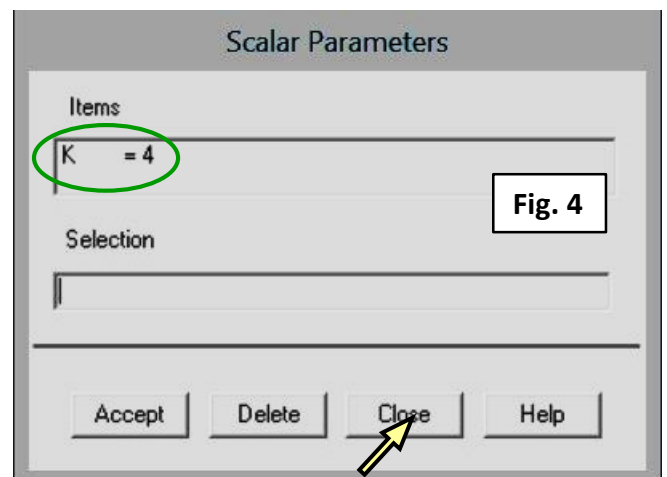 Scalar Parameters
Items
K = 4
Fig. 4
Selection
Accept Delete Close Help